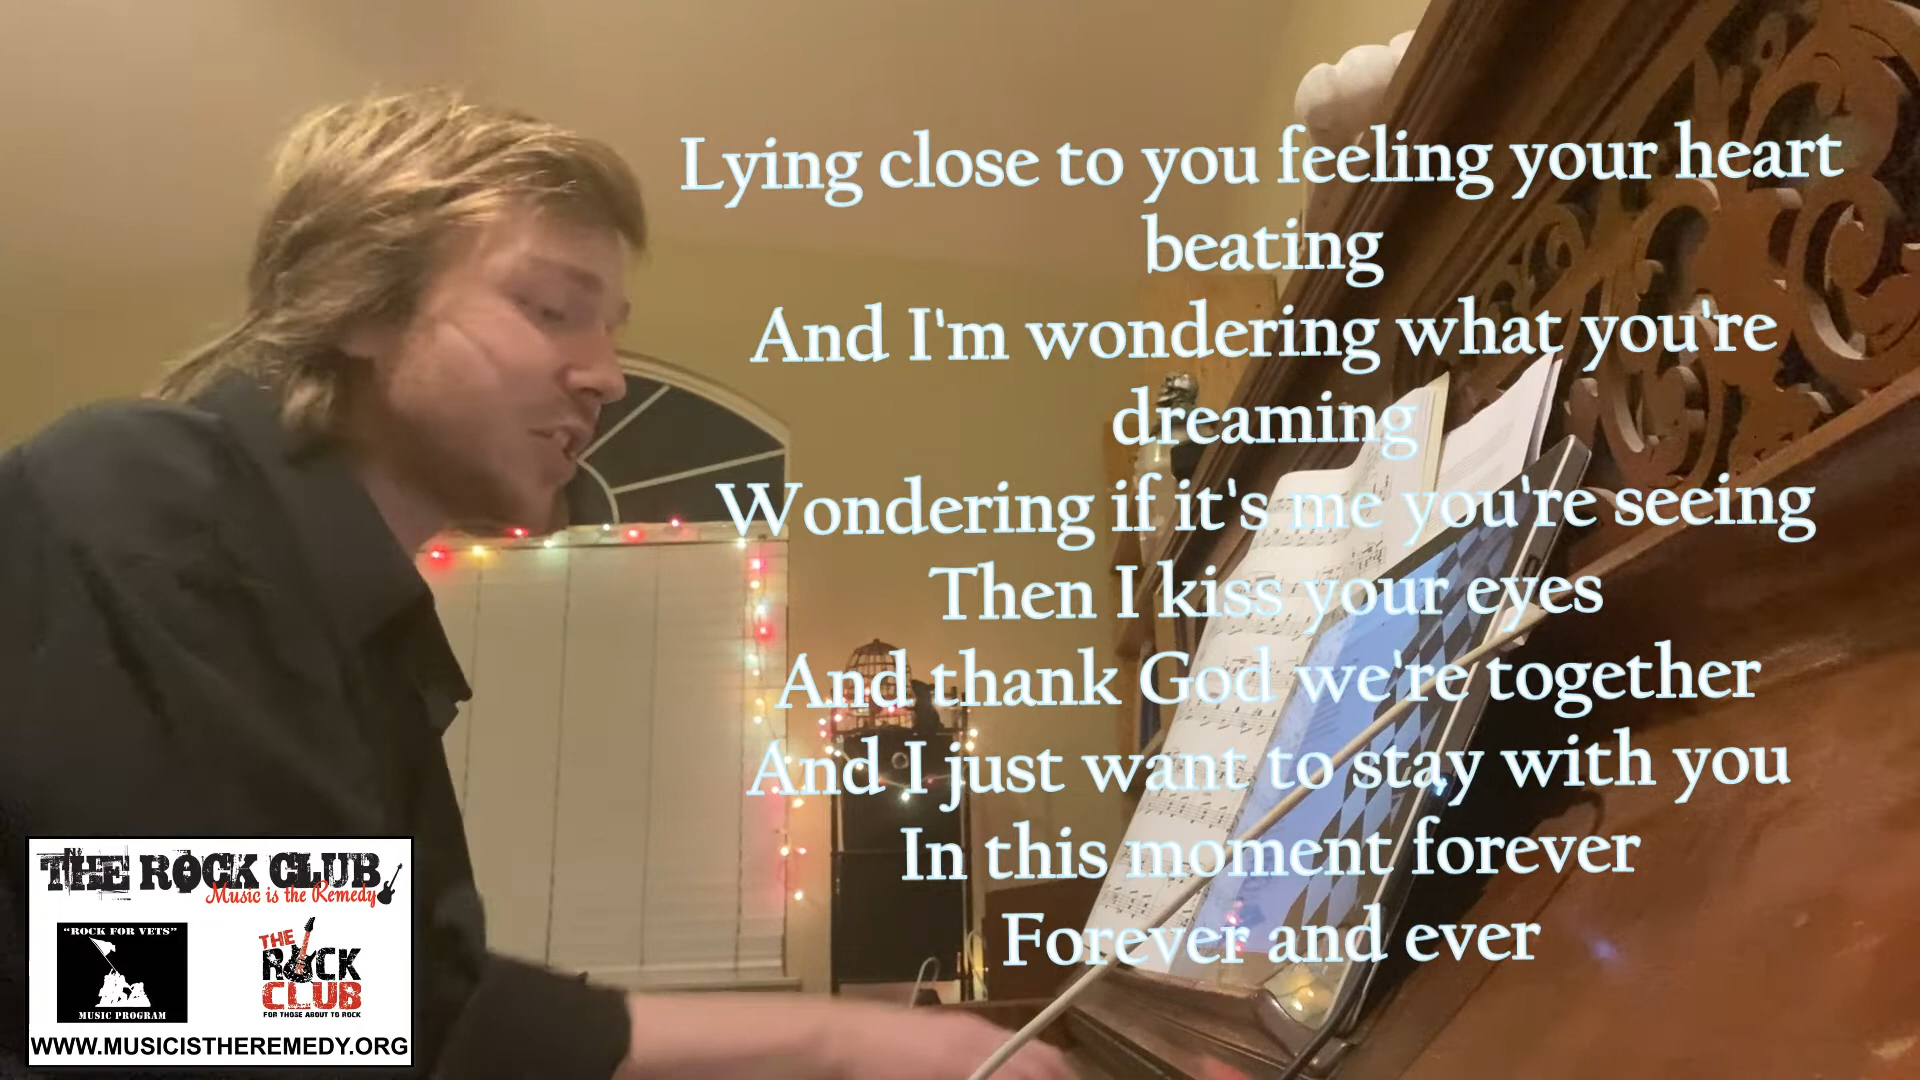 Lying close to you feeling your heart
beating
And I'm wondering what you're
dreaming
Wondering if it's me you're seeing
Then I kiss your eyes
And thank God we're together
And I just want to stay with you
In this moment forever
Forever and ever
THE ROCK CLUB
Music is the Remedy
"ROCK FOR VETS"
MUSIC PROGRAM
THE
ROCK
CLUB
FOR THOSE ABOUT TO ROCK
WWW.MUSICISTHEREMEDY.ORG